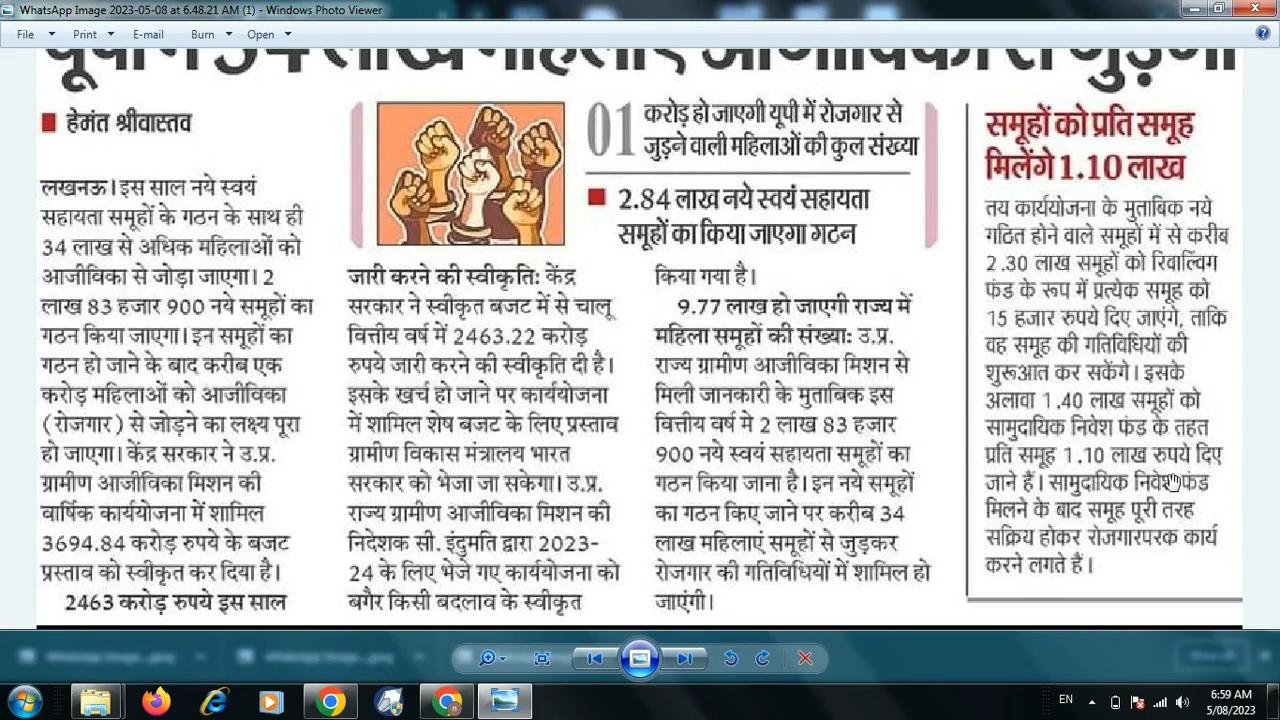 WhatsApp Image 2023-05-08 at 6.48.21 AM (1) - Windows Photo Viewer
File Print E-mail Burn Open
34 लाख महिलाएं आजीविका से जुड़ेंगी
हेमंत श्रीवास्तव
लखनऊ। इस साल नये स्वयं
सहायता समूहों के गठन के साथ ही
34 लाख से अधिक महिलाओं को
आजीविका से जोड़ा जाएगा। 2
लाख 83 हजार 900 नये समूहों का
गठन किया जाएगा। इन समूहों का
गठन हो जाने के बाद करीब एक
करोड़ महिलाओं को आजीविका
(रोजगार) से जोड़ने का लक्ष्य पूरा
हो जाएगा। केंद्र सरकार ने उ.प्र.
ग्रामीण आजीविका मिशन की
वार्षिक कार्ययोजना में शामिल
3694.84 करोड़ रुपये के बजट
प्रस्ताव को स्वीकृत कर दिया है।
2463 करोड़ रुपये इस साल
01 करोड़ हो जाएगी यूपी में रोजगार से
जुड़ने वाली महिलाओं की कुल संख्या
2.84 लाख नये स्वयं सहायता
समूहों का किया जाएगा गठन
जारी करने की स्वीकृति: केंद्र
सरकार ने स्वीकृत बजट में से चालू
वित्तीय वर्ष में 2463.22 करोड़
रुपये जारी करने की स्वीकृति दी है।
इसके खर्च हो जाने पर कार्ययोजना
में शामिल शेष बजट के लिए प्रस्ताव
ग्रामीण विकास मंत्रालय भारत
सरकार को भेजा जा सकेगा। उ.प्र.
राज्य ग्रामीण आजीविका मिशन की
निदेशक सी. इंदुमति द्वारा 2023-
24 के लिए भेजे गए कार्ययोजना को
बगैर किसी बदलाव के स्वीकृत
किया गया है।
9.77 लाख हो जाएगी राज्य में
महिला समूहों की संख्या: उ.प्र.
राज्य ग्रामीण आजीविका मिशन से
मिली जानकारी के मुताबिक इस
वित्तीय वर्ष मे 2 लाख 83 हजार
900 नये स्वयं सहायता समूहों का
गठन किया जाना है। इन नये समूहों
का गठन किए जाने पर करीब 34
लाख महिलाएं समूहों से जुड़कर
रोजगार की गतिविधियों में शामिल हो
जाएंगी।
समूहों को प्रति समूह
मिलेंगे 1.10 लाख
तय कार्ययोजना के मुताबिक नये
गठित होने वाले समूहों में से करीब
2.30 लाख समूहों को रिवाल्विंग
फंड के रूप में प्रत्येक समूह को
15 हजार रुपये दिए जाएंगे, ताकि
वह समूह की गतिविधियों की
शुरूआत कर सकेंगे। इसके
अलावा 1.40 लाख समूहों को
सामुदायिक निवेश फंड के तहत
प्रति समूह 1.10 लाख रुपये दिए
जाने हैं। सामुदायिक निवेश फंड
मिलने के बाद समूह पूरी तरह
सक्रिय होकर रोजगारपरक कार्य
करने लगते हैं।
EN
6:59 AM
5/08/2023